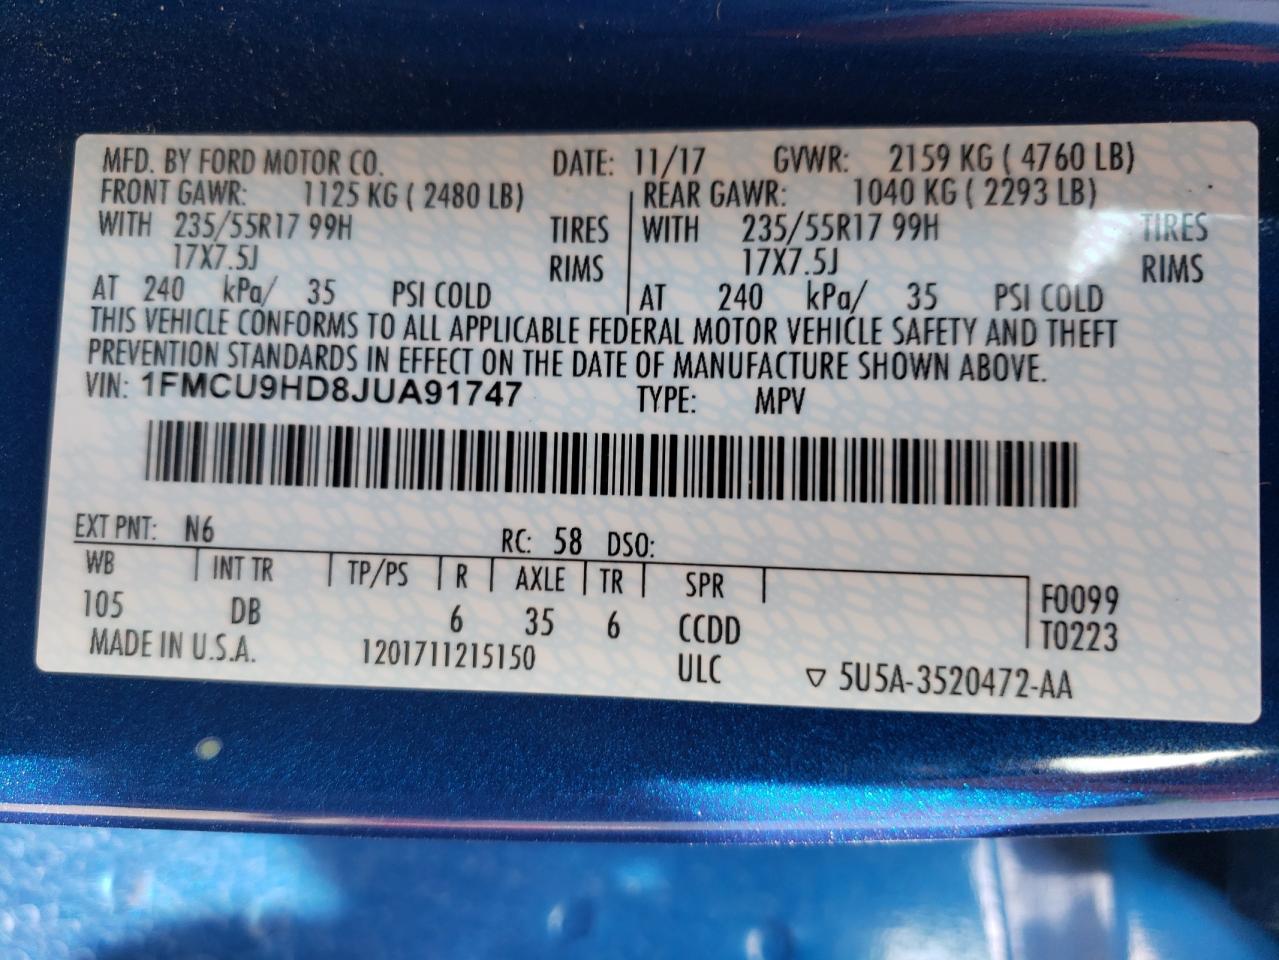 MFD. BY FORD MOTOR CO. DATE: 11/17 GVWR: 2159 KG ( 4760 LB)
FRONT GAWR: 1125 KG ( 2480 LB) REAR GAWR: 1040 KG ( 2293 LB)
WITH 235/55R17 99H TIRES WITH 235/55R17 99H TIRES
17X7.5J RIMS 17X7.5J RIMS
AT 240 kPa/ 35 PSI COLD AT 240 kPa/ 35 PSI COLD
THIS VEHICLE CONFORMS TO ALL APPLICABLE FEDERAL MOTOR VEHICLE SAFETY AND THEFT
PREVENTION STANDARDS IN EFFECT ON THE DATE OF MANUFACTURE SHOWN ABOVE.
VIN: 1FMCU9HD8JUA91747 TYPE: MPV
EXT PNT: N6 RC: 58 DSO:
WB INT TR TP/PS R AXLE TR SPR F0099
105 DB 6 35 6 CCDD T0223
MADE IN U.S.A. 1201711215150 ULC ▽ 5U5A-3520472-AA